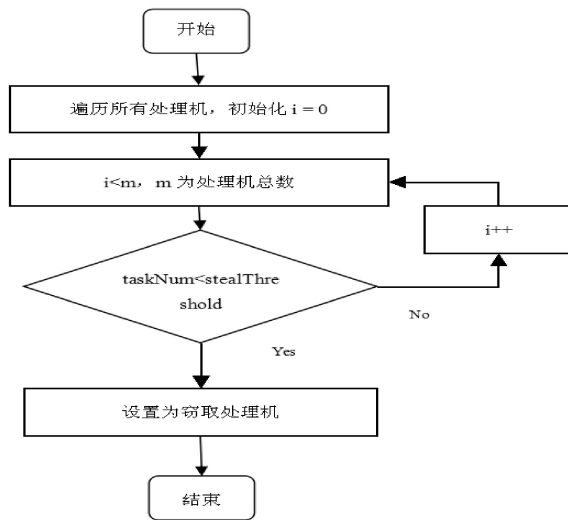 开始
遍历所有处理机，初始化 i = 0
i<m，m 为处理机总数
i++
taskNum<stealThre
shold
No
Yes
设置为窃取处理机
结束